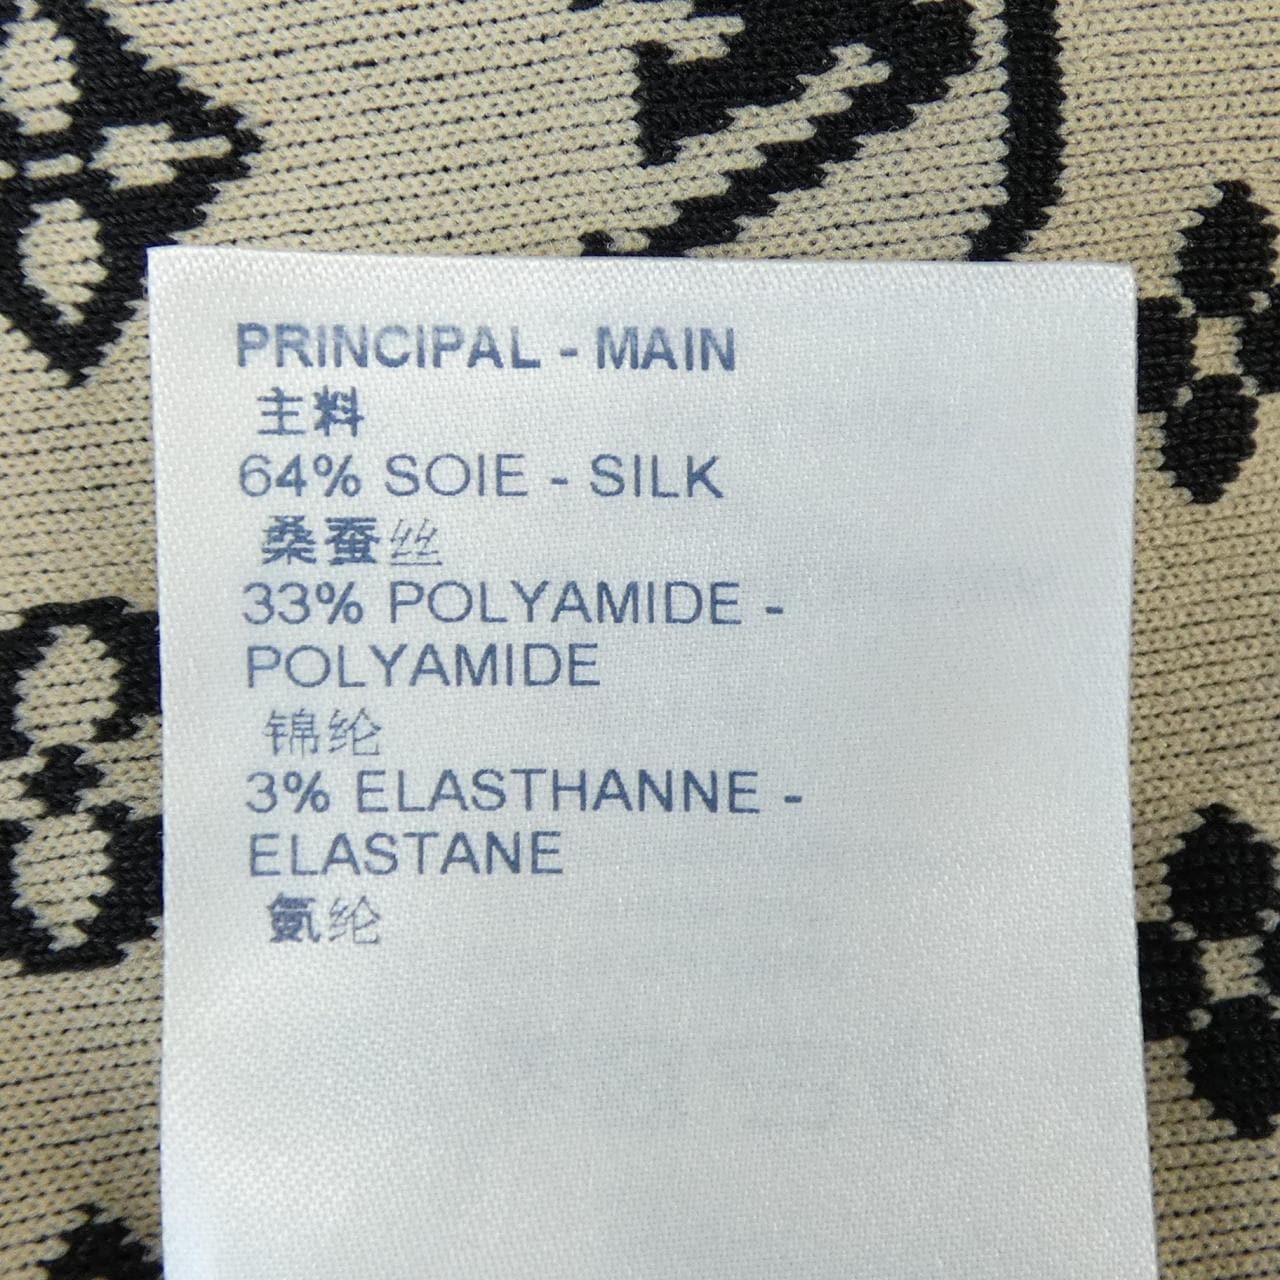 PRINCIPAL - MAIN
主料
64% SOIE - SILK
桑蚕丝
33% POLYAMIDE -
POLYAMIDE
锦纶
3% ELASTHANNE -
ELASTANE
氨纶